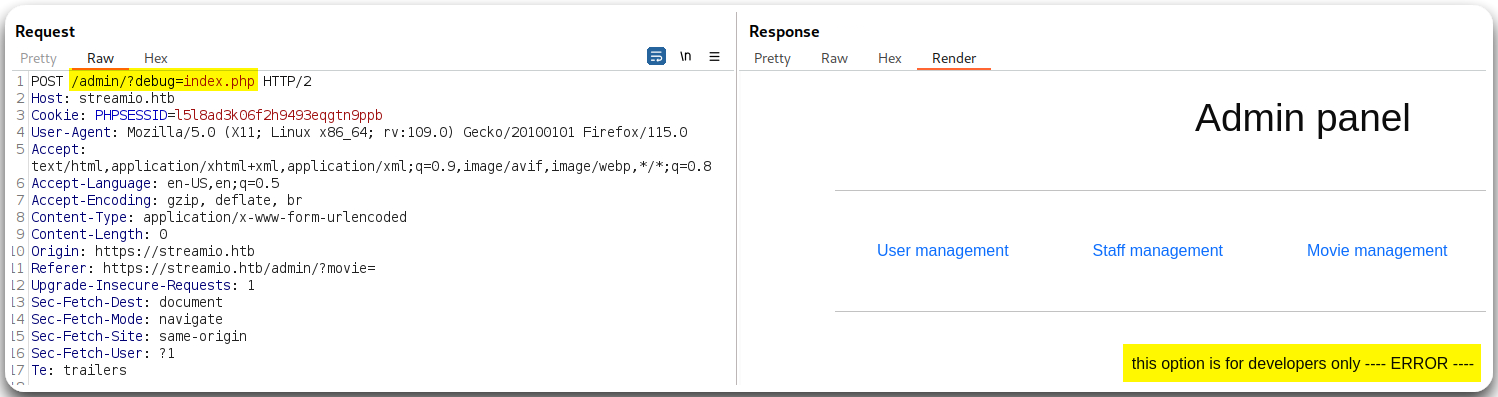 Request
Pretty Raw Hex
\n
1 POST /admin/?debug=index.php HTTP/2
2 Host: streamio.htb
3 Cookie: PHPSESSID=l5l8ad3k06f2h9493eqgtn9ppb
4 User-Agent: Mozilla/5.0 (X11; Linux x86_64; rv:109.0) Gecko/20100101 Firefox/115.0
5 Accept:
text/html,application/xhtml+xml,application/xml;q=0.9,image/avif,image/webp,*/*;q=0.8
6 Accept-Language: en-US,en;q=0.5
7 Accept-Encoding: gzip, deflate, br
8 Content-Type: application/x-www-form-urlencoded
9 Content-Length: 0
10 Origin: https://streamio.htb
11 Referer: https://streamio.htb/admin/?movie=
12 Upgrade-Insecure-Requests: 1
13 Sec-Fetch-Dest: document
14 Sec-Fetch-Mode: navigate
15 Sec-Fetch-Site: same-origin
16 Sec-Fetch-User: ?1
17 Te: trailers
Response
Pretty Raw Hex Render
Admin panel
User management Staff management Movie management
this option is for developers only ---- ERROR ----